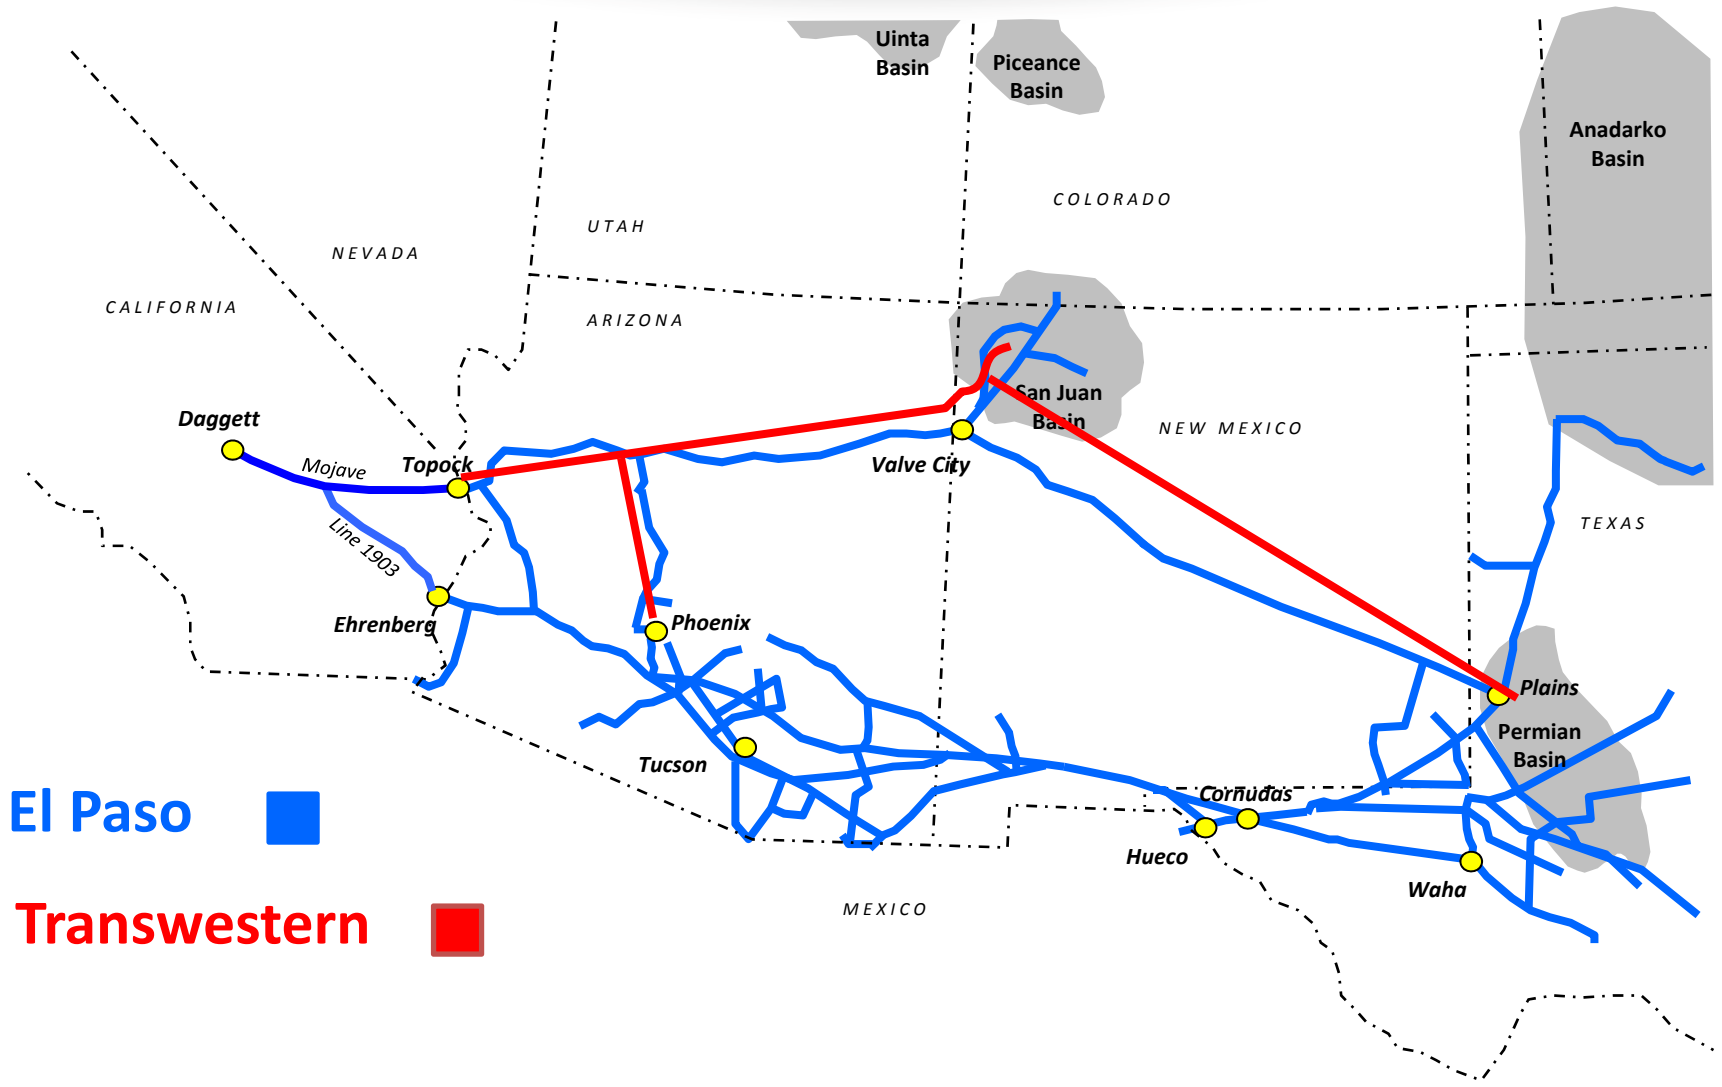 Uinta
Basin
Piceance
Basin
Anadarko
Basin
COLORADO
UTAH
NEVADA
CALIFORNIA
ARIZONA
San Juan
Basin
Daggett
NEW MEXICO
Mojave
Topock
Valve City
Line 1903
TEXAS
Ehrenberg
Phoenix
Plains
Permian
Basin
Tucson
Cornudas
El Paso
Hueco
Waha
MEXICO
Transwestern